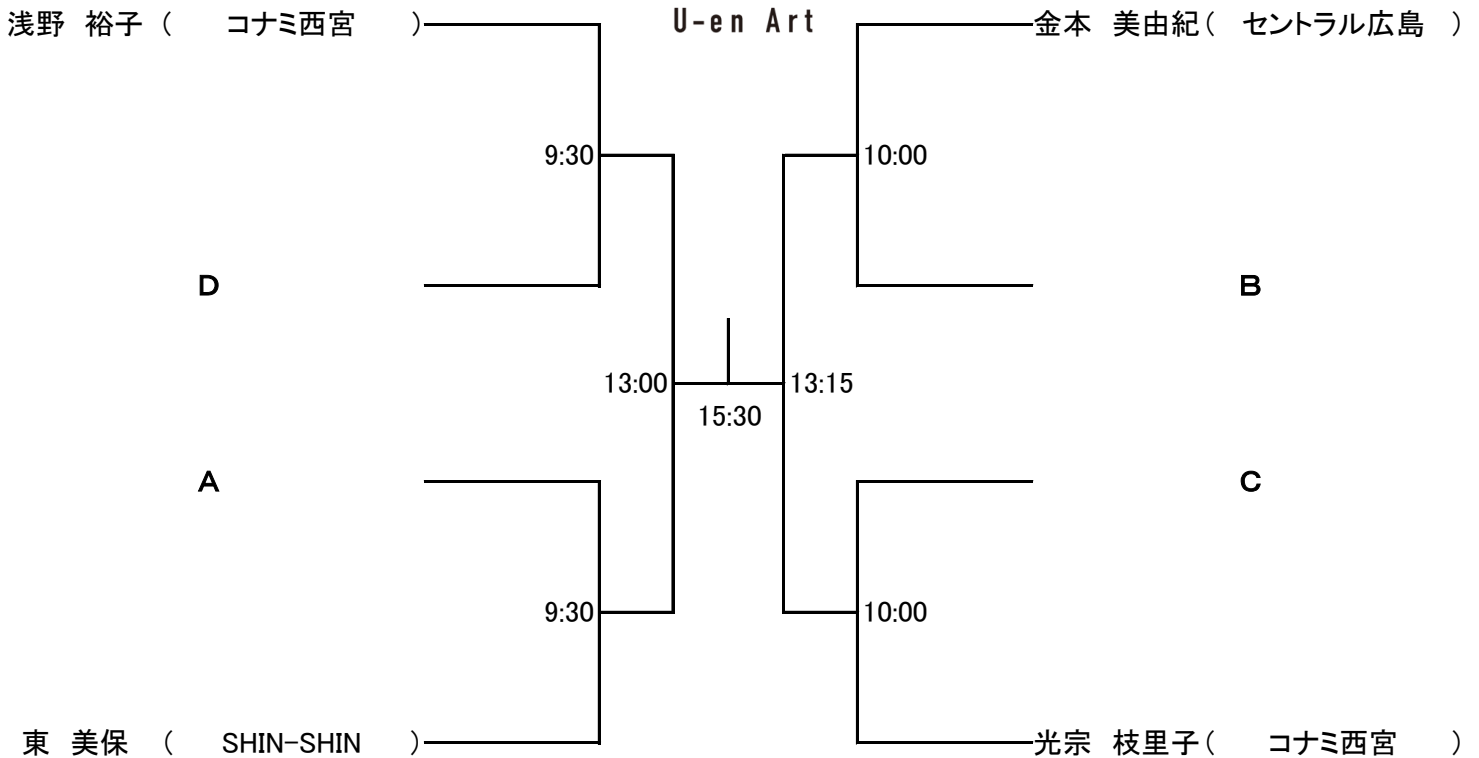 浅野　裕子 （　　コナミ西宮　　）
U-en Art
金本　美由紀（　セントラル広島　）
9:30
10:00
D
B
13:00
13:15
15:30
A
C
9:30
10:00
東　美保　（　　SHIN-SHIN　　）
光宗　枝里子（　　コナミ西宮　　）